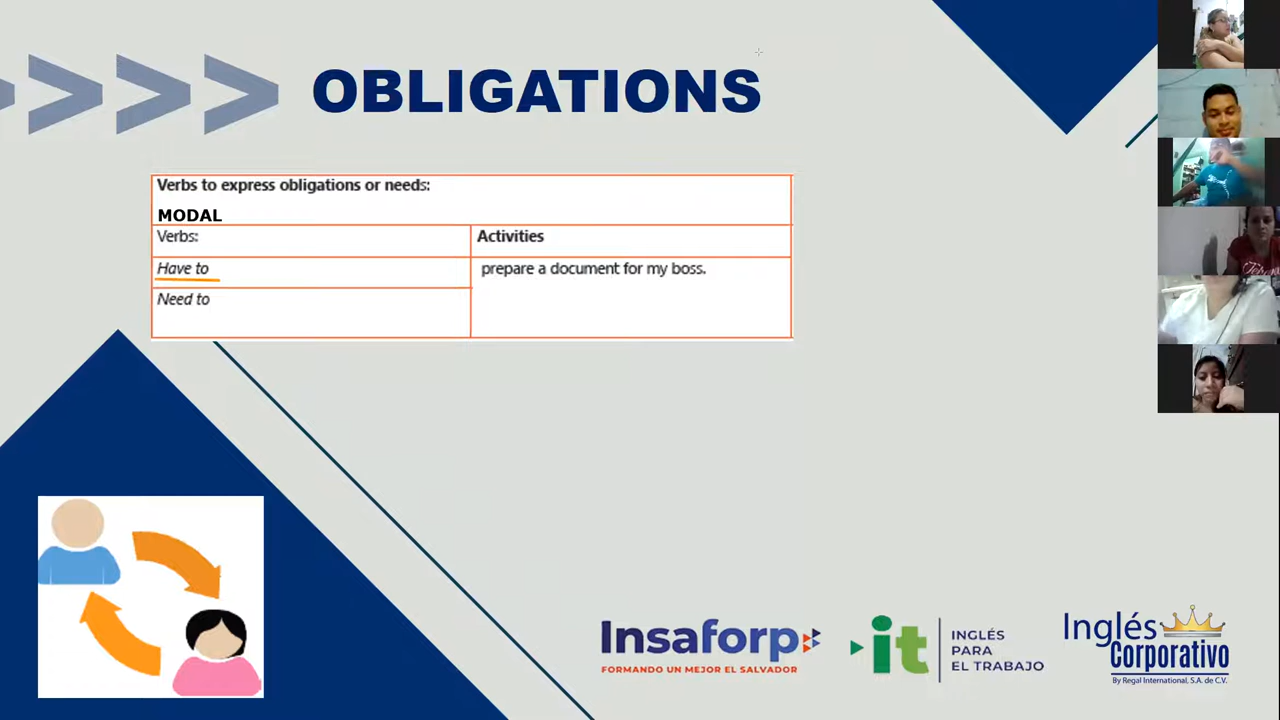 OBLIGATIONS
Verbs to express obligations or needs:
MODAL
Verbs:
Activities
Have to
prepare a document for my boss.
Need to
Insaforp
FORMANDO UN MEJOR EL SALVADOR
it
INGLÉS
PARA
EL TRABAJO
Inglés
Corporativo
By Regal International, S.A. de C.V.